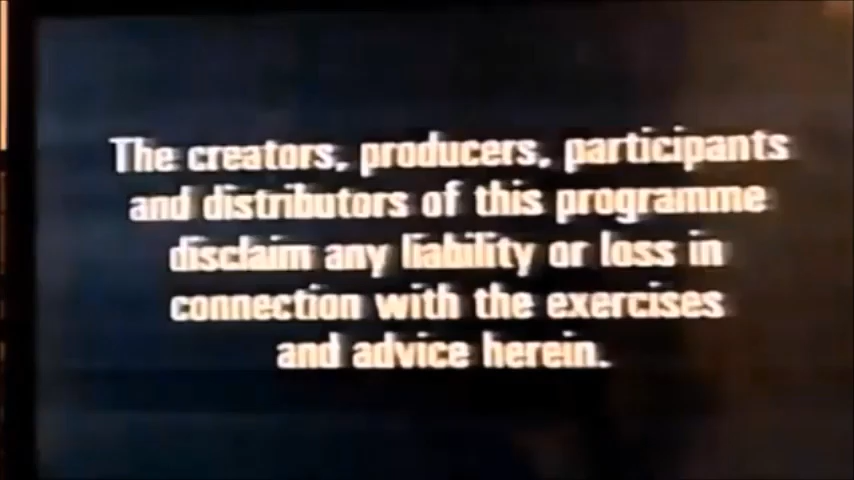 The creators, producers, participants
and distributors of this programme
disclaim any liability or loss in
connection with the exercises
and advice herein.